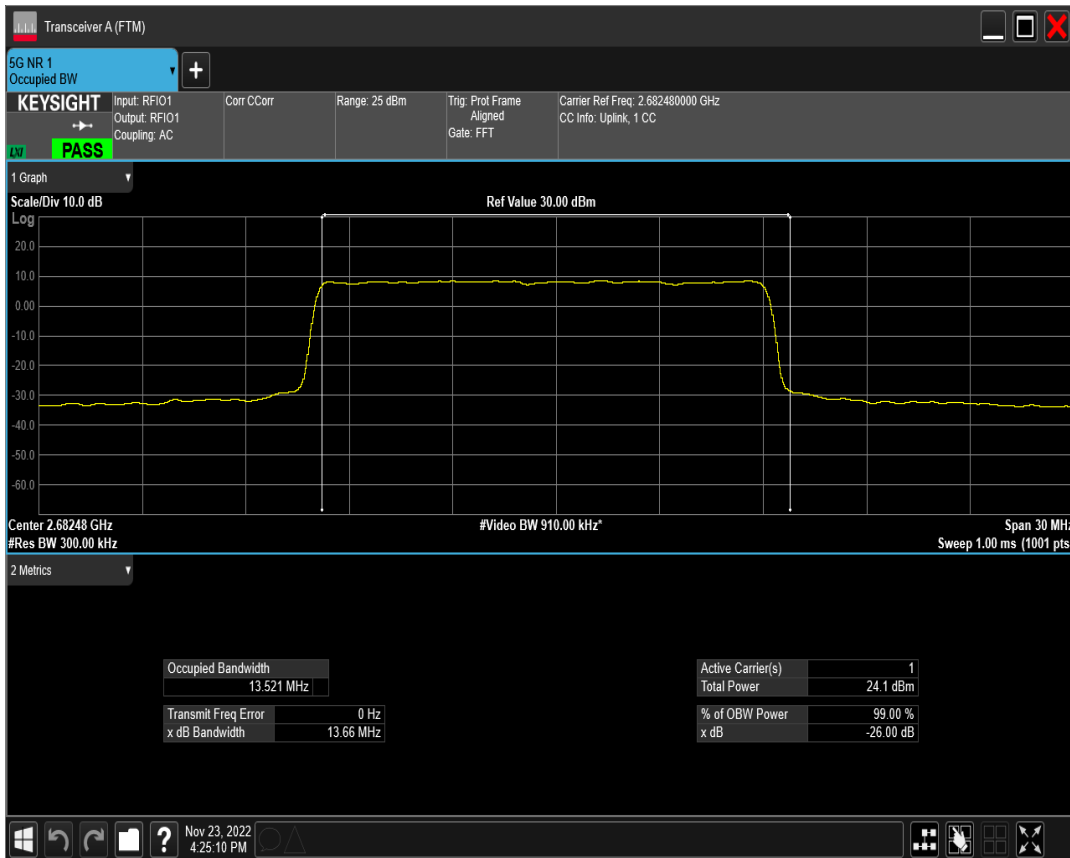 Transceiver A (FTM)
5G NR 1
Occupied BW
+
KEYSIGHT
LXI
PASS
Input: RFIO1
Output: RFIO1
Coupling: AC
Corr CCorr
Range: 25 dBm
Trig: Prot Frame
Aligned
Gate: FFT
Carrier Ref Freq: 2.682480000 GHz
CC Info: Uplink, 1 CC
1 Graph
Scale/Div 10.0 dB
Ref Value 30.00 dBm
Log
20.0
10.0
0.00
-10.0
-20.0
-30.0
-40.0
-50.0
-60.0
Center 2.68248 GHz
#Video BW 910.00 kHz*
Span 30 MHz
#Res BW 300.00 kHz
Sweep 1.00 ms (1001 pts
2 Metrics
Occupied Bandwidth
13.521 MHz
Transmit Freq Error 0 Hz
x dB Bandwidth 13.66 MHz
Active Carrier(s) 1
Total Power 24.1 dBm
% of OBW Power 99.00 %
x dB -26.00 dB
?
Nov 23, 2022
4:25:10 PM